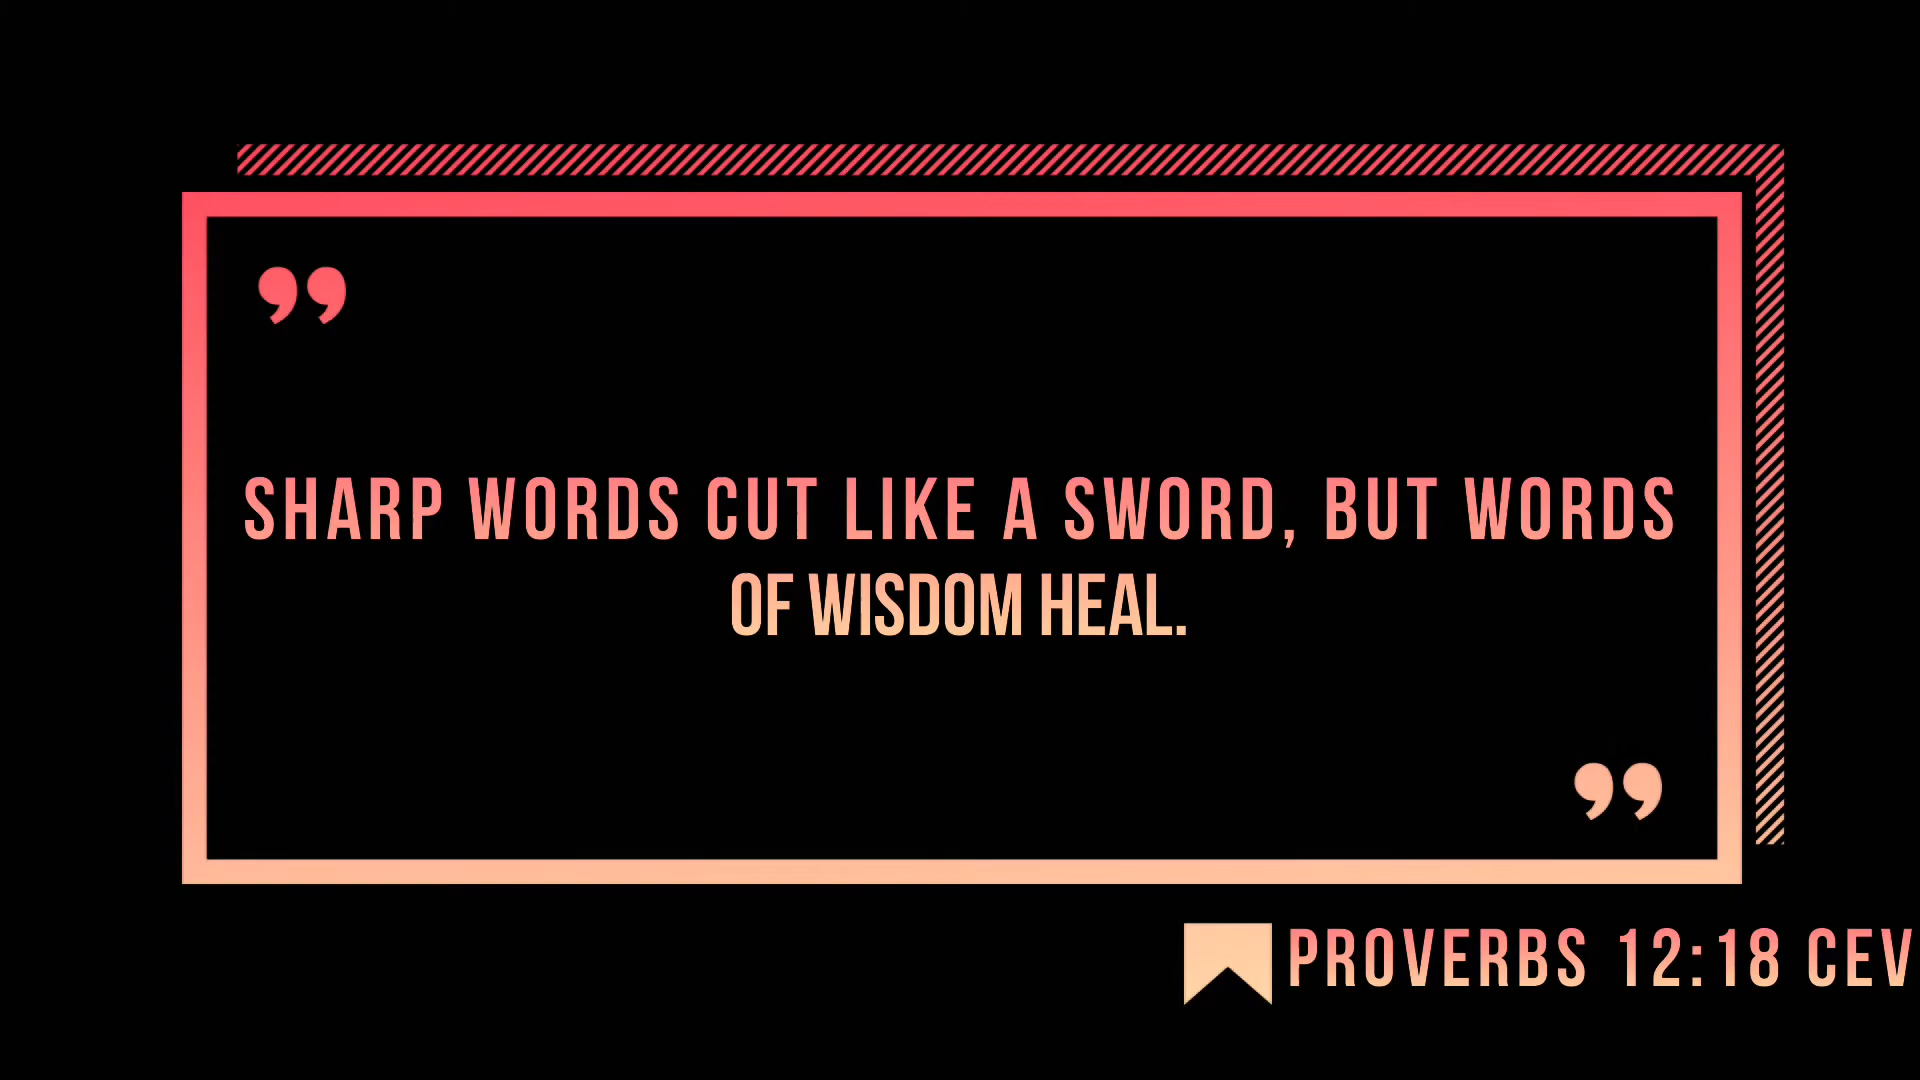 ”
SHARP WORDS CUT LIKE A SWORD, BUT WORDS
OF WISDOM HEAL.
”
PROVERBS 12:18 CEV